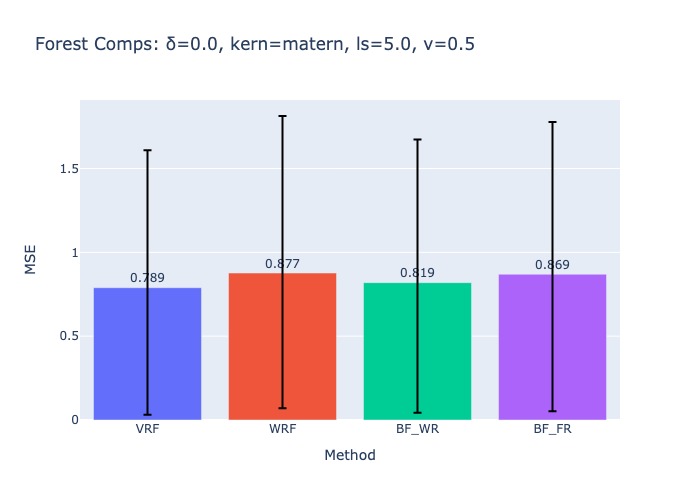 Forest Comps: δ=0.0, kern=matern, ls=5.0, v=0.5
MSE
1.5
1
0.5
0
0.789
0.877
0.819
0.869
VRF
WRF
BF_WR
BF_FR
Method